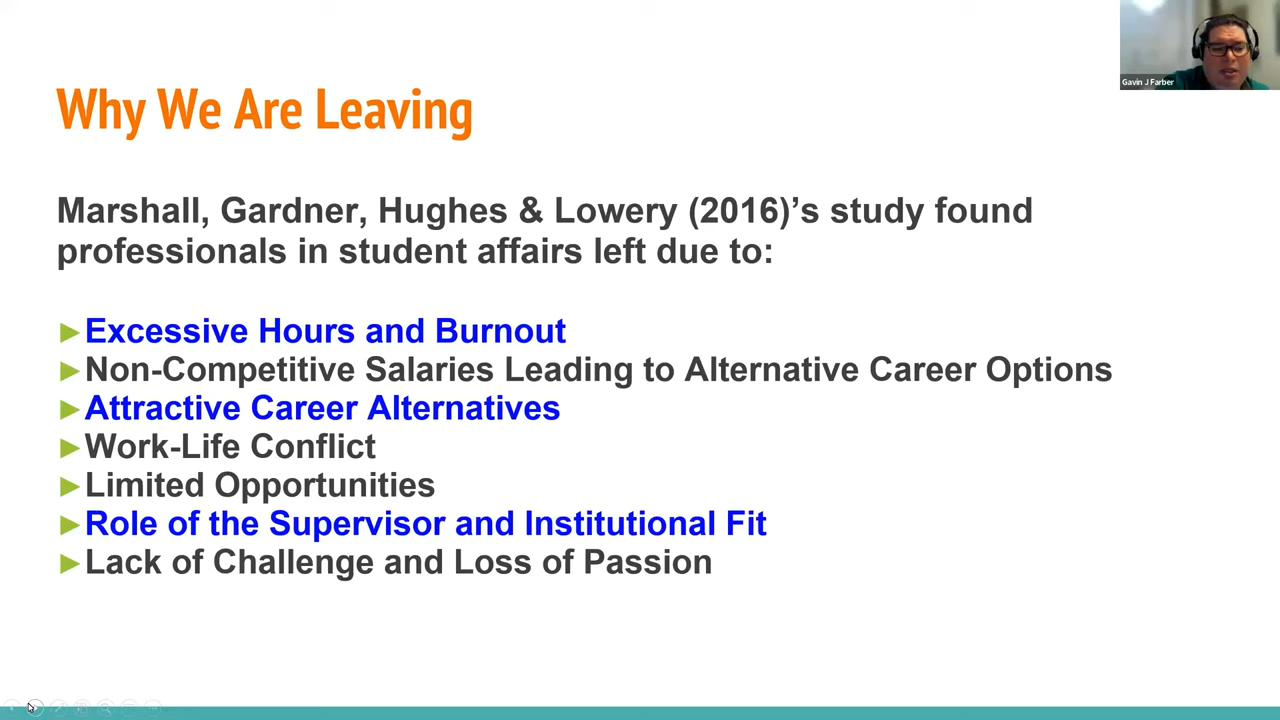 Gavin J Farber
Why We Are Leaving
Marshall, Gardner, Hughes & Lowery (2016)’s study found
professionals in student affairs left due to:
►Excessive Hours and Burnout
►Non-Competitive Salaries Leading to Alternative Career Options
►Attractive Career Alternatives
►Work-Life Conflict
►Limited Opportunities
►Role of the Supervisor and Institutional Fit
►Lack of Challenge and Loss of Passion